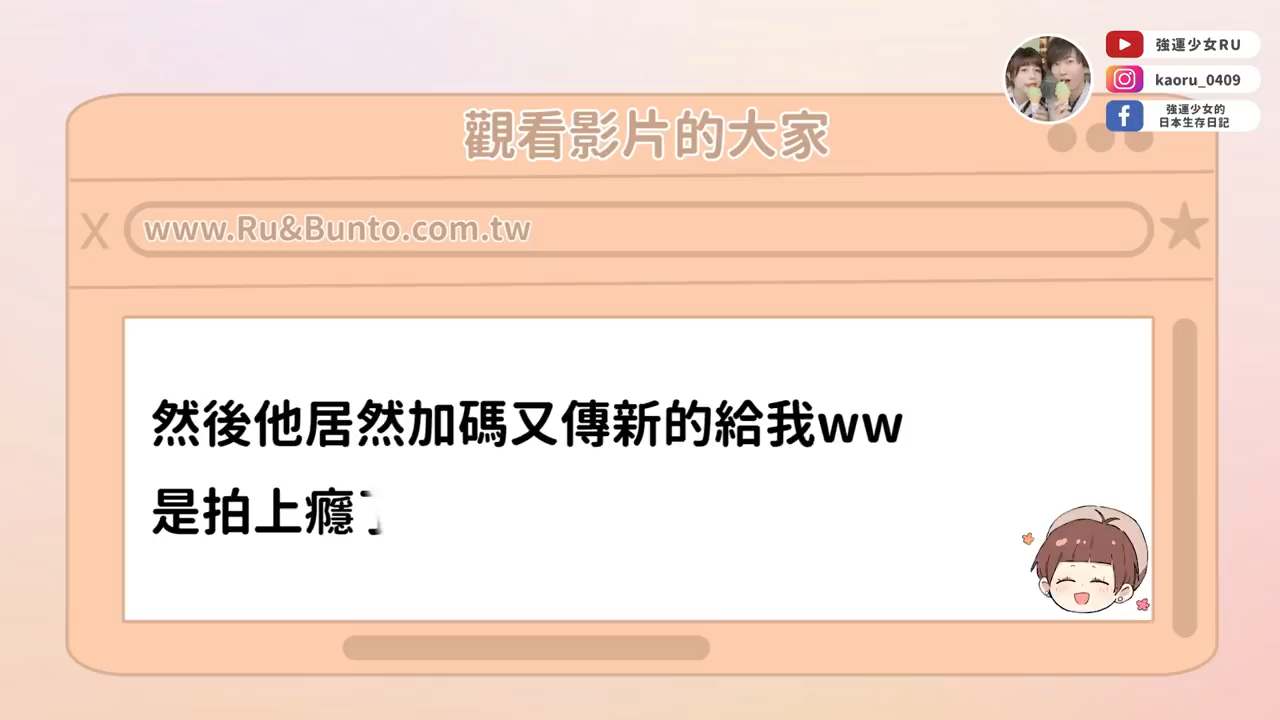 強運少女RU
kaoru_0409
強運少女的
日本生存日記
觀看影片的大家
www.Ru&Bunto.com.tw
然後他居然加碼又傳新的給我ww
是拍上癮